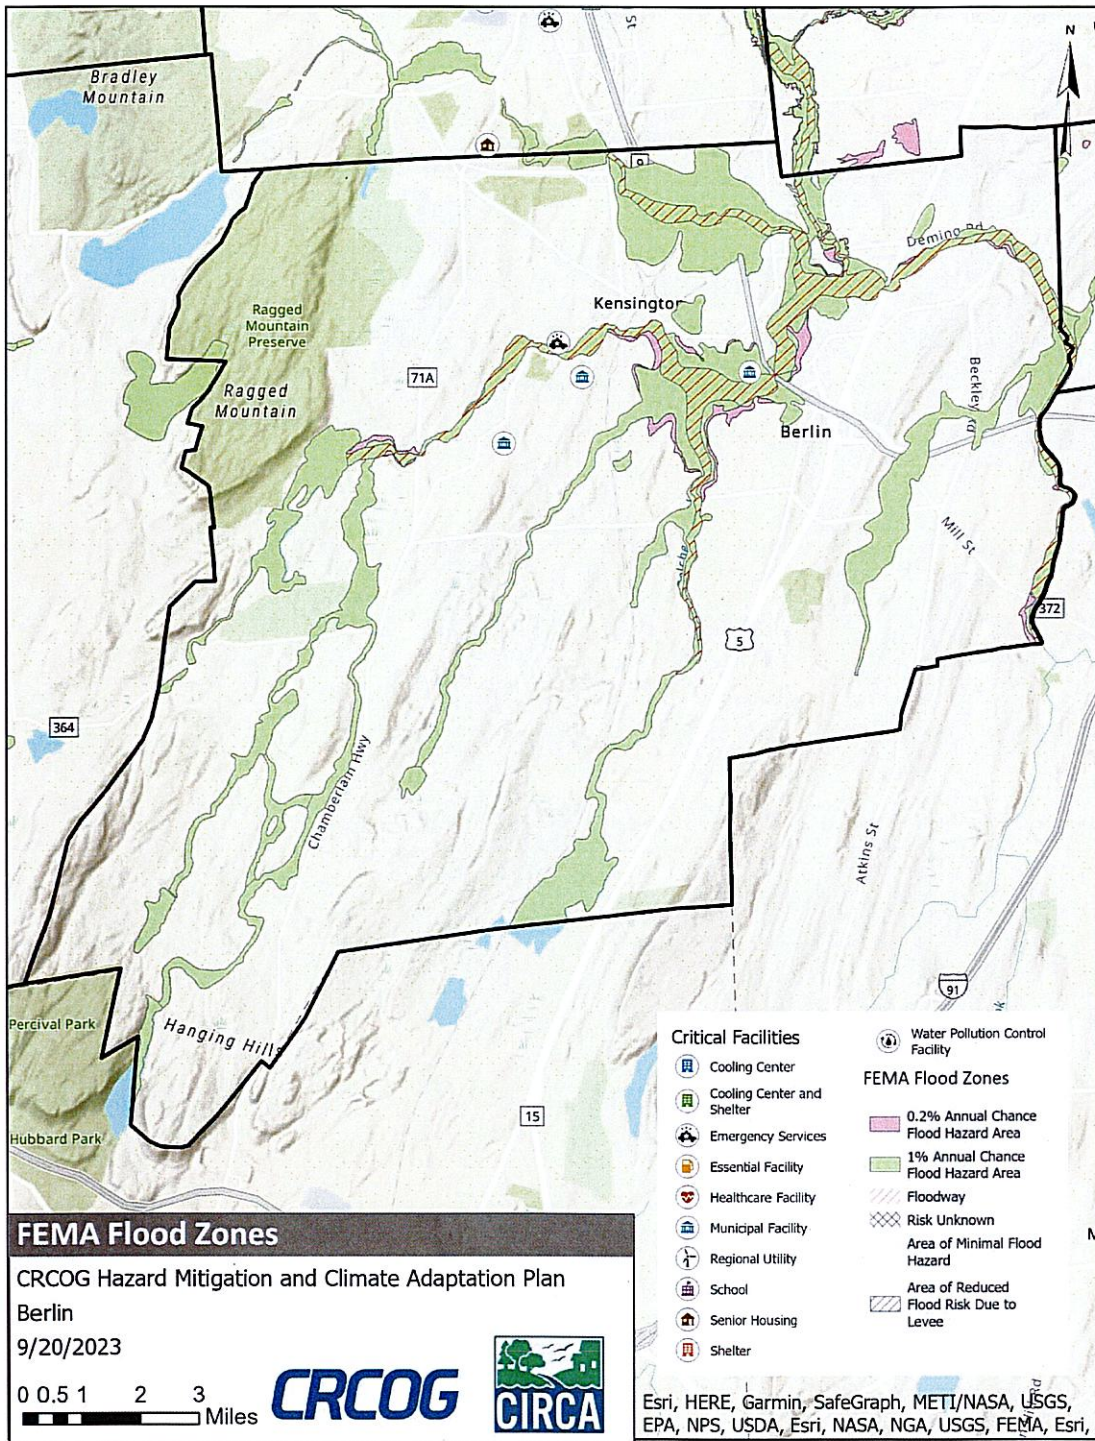 Bradley
Mountain
N
Deming Rd
Kensington
Ragged
Mountain
Preserve
71A
Ragged
Mountain
Beckley Rd
Berlin
Mill St
372
5
364
Chamberlain Hwy
Atkins St
91
Percival Park
Hanging Hills
15
Hubbard Park
Critical Facilities
Cooling Center
Cooling Center and
Shelter
Emergency Services
Essential Facility
Healthcare Facility
Municipal Facility
Regional Utility
School
Senior Housing
Shelter
Water Pollution Control
Facility
FEMA Flood Zones
0.2% Annual Chance
Flood Hazard Area
1% Annual Chance
Flood Hazard Area
Floodway
Risk Unknown
Area of Minimal Flood
Hazard
Area of Reduced
Flood Risk Due to
Levee
FEMA Flood Zones
CRCOG Hazard Mitigation and Climate Adaptation Plan
Berlin
9/20/2023
0 0.5 1 2 3
Miles
CRCOG
CIRCA
Esri, HERE, Garmin, SafeGraph, METI/NASA, USGS,
EPA, NPS, USDA, Esri, NASA, NGA, USGS, FEMA, Esri,